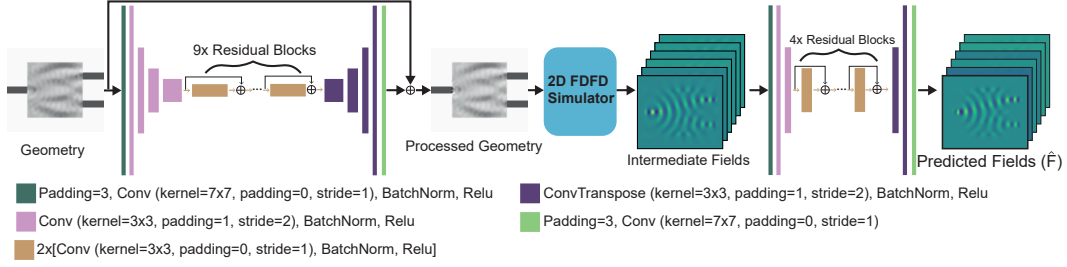 9x Residual Blocks
4x Residual Blocks
2D FDFD
Simulator
Geometry
Processed Geometry
Intermediate Fields
Predicted Fields (F̂)
Padding=3, Conv (kernel=7x7, padding=0, stride=1), BatchNorm, Relu
ConvTranspose (kernel=3x3, padding=1, stride=2), BatchNorm, Relu
Conv (kernel=3x3, padding=1, stride=2), BatchNorm, Relu
Padding=3, Conv (kernel=7x7, padding=0, stride=1)
2x[Conv (kernel=3x3, padding=0, stride=1), BatchNorm, Relu]